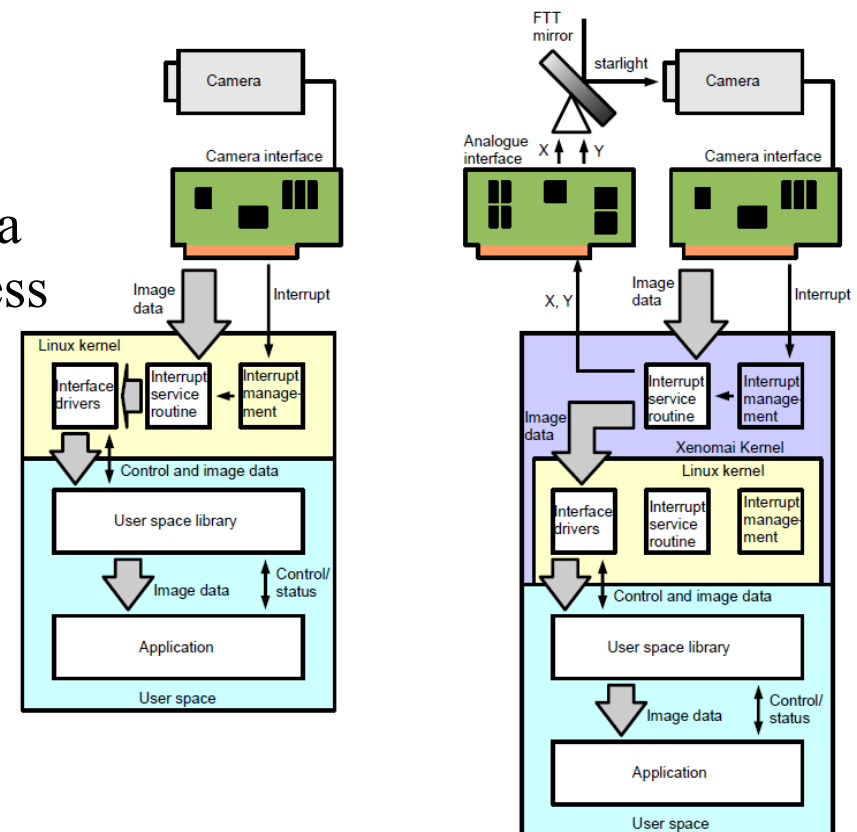 Camera
Camera interface
a
ess
Image
data
Interrupt
Linux kernel
Interface
drivers
Interrupt
service
routine
Interrupt
manage-
ment
Control and image data
User space library
Image data
Control/
status
Application
User space
FTT
mirror
starlight
Camera
Analogue
interface
X
Y
Camera interface
X, Y
Image
data
Interrupt
Interrupt
service
routine
Interrupt
manage-
ment
Image
data
Xenomai Kernel
Linux kernel
Interface
drivers
Interrupt
service
routine
Interrupt
manage-
ment
Control and image data
User space library
Image data
Control/
status
Application
User space